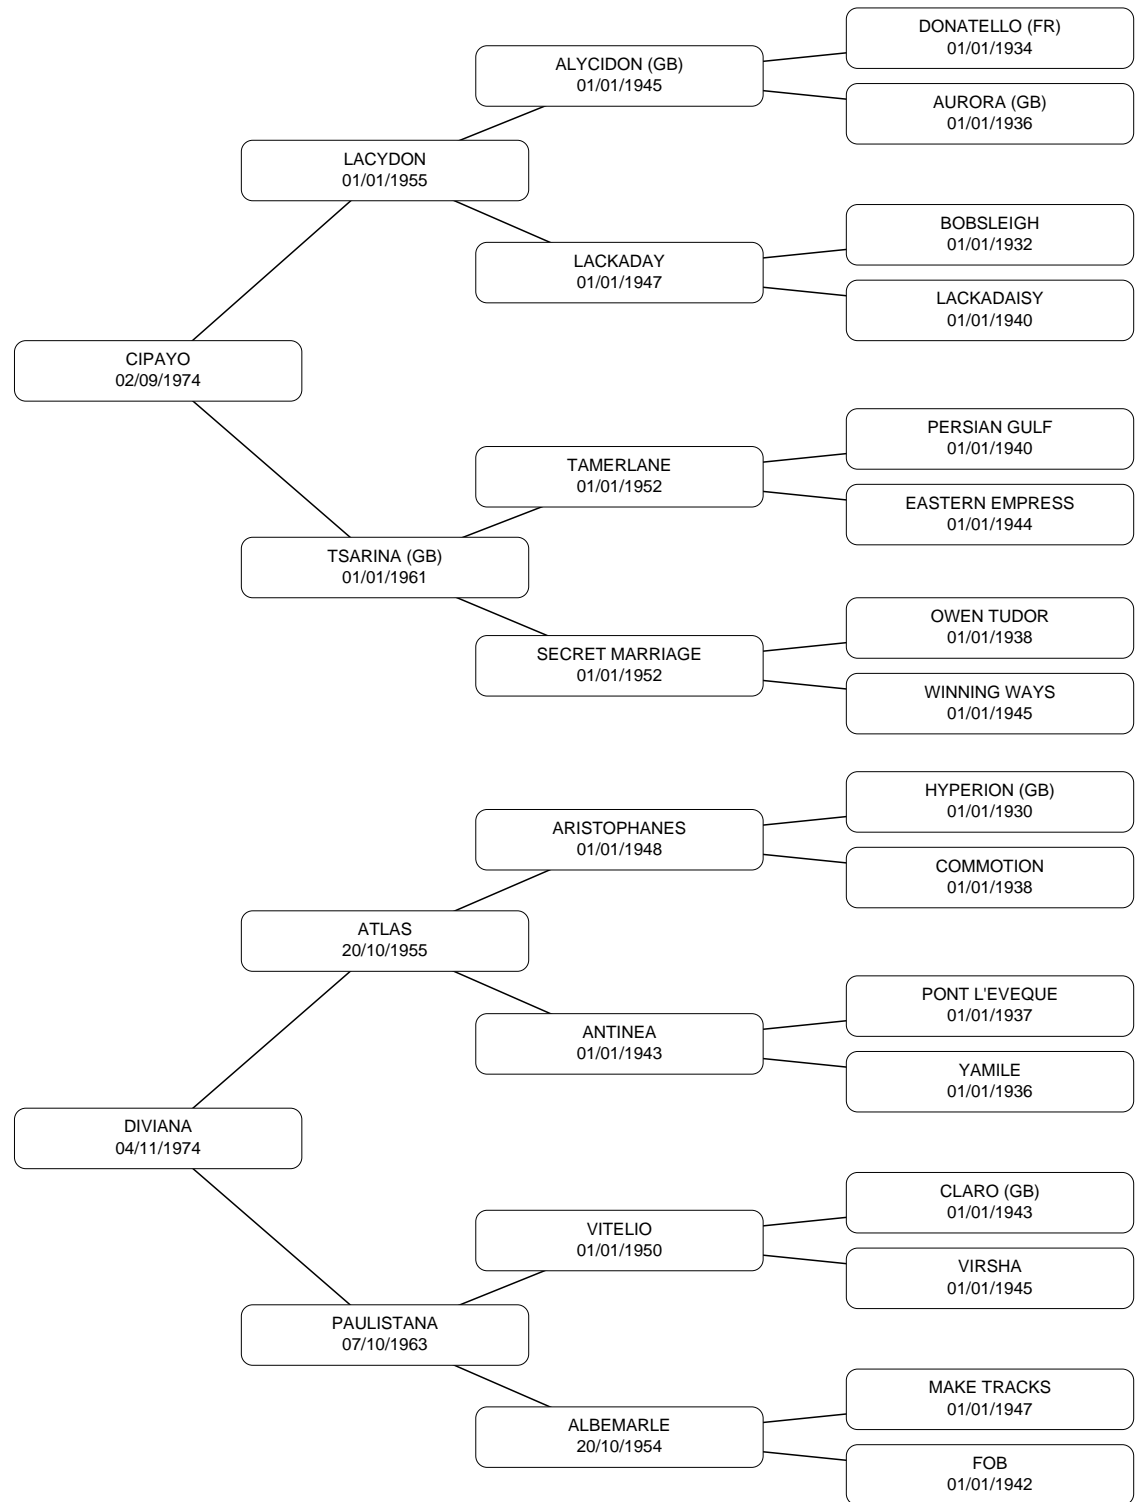 DONATELLO (FR)
01/01/1934
ALYCIDON (GB)
01/01/1945
AURORA (GB)
01/01/1936
LACYDON
01/01/1955
BOBSLEIGH
01/01/1932
LACKADAY
01/01/1947
LACKADAISY
01/01/1940
CIPAYO
02/09/1974
PERSIAN GULF
01/01/1940
TAMERLANE
01/01/1952
EASTERN EMPRESS
01/01/1944
TSARINA (GB)
01/01/1961
OWEN TUDOR
01/01/1938
SECRET MARRIAGE
01/01/1952
WINNING WAYS
01/01/1945
HYPERION (GB)
01/01/1930
ARISTOPHANES
01/01/1948
COMMOTION
01/01/1938
ATLAS
20/10/1955
PONT L'EVEQUE
01/01/1937
ANTINEA
01/01/1943
YAMILE
01/01/1936
DIVIANA
04/11/1974
CLARO (GB)
01/01/1943
VITELIO
01/01/1950
VIRSHA
01/01/1945
PAULISTANA
07/10/1963
MAKE TRACKS
01/01/1947
ALBEMARLE
20/10/1954
FOB
01/01/1942